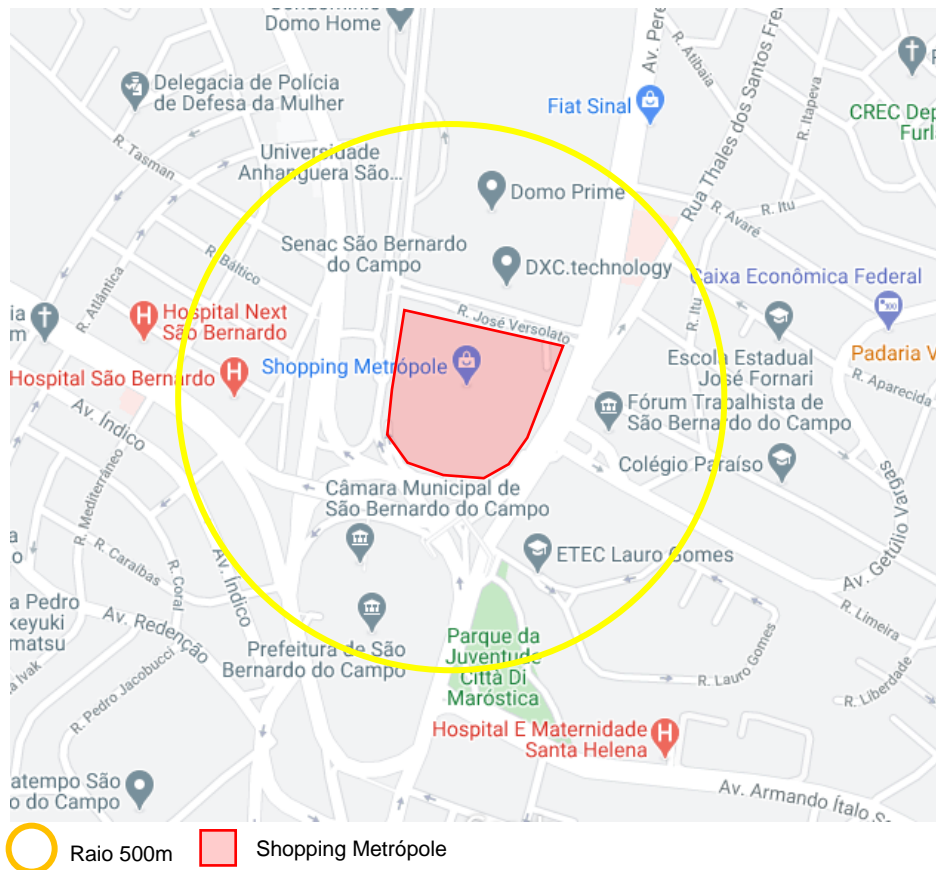 Domo Home
Delegacia de Polícia
de Defesa da Mulher
Fiat Sinal
Av. Pere
R. Atibaia
Rua Thales dos Santos Frei
R. Itapeva
CREC Dep
Furla
R. Tasman
Universidade
Anhanguera São...
Domo Prime
R. Avaré
R. Itu
Senac São Bernardo
do Campo
R. Báltico
DXC.technology
Caixa Econômica Federal
R. Atlântica
Hospital Next
São Bernardo
R. José Versolato
R. Itu
ia
m
Shopping Metrópole
Escola Estadual
José Fornari
Padaria V
Hospital São Bernardo
R. Aparecida
Fórum Trabalhista de
São Bernardo do Campo
Av. Índico
Colégio Paraíso
R. Mediterrâneo
Câmara Municipal de
São Bernardo do Campo
Av. Getúlio Vargas
R. Caraíbas
Av. Índico
ETEC Lauro Gomes
a
o
R. Coral
a Pedro
keyuki
matsu
Av. Redenção
R. Limeira
Prefeitura de São
Bernardo do Campo
Parque da
Juventude
Città Di
Maróstica
R. Lauro Gomes
R. Liberdade
a Ivak
R. Pedro Jacobucci
Hospital E Maternidade
Santa Helena
atempo São
o do Campo
Av. Armando Ítalo S
Raio 500m
Shopping Metrópole